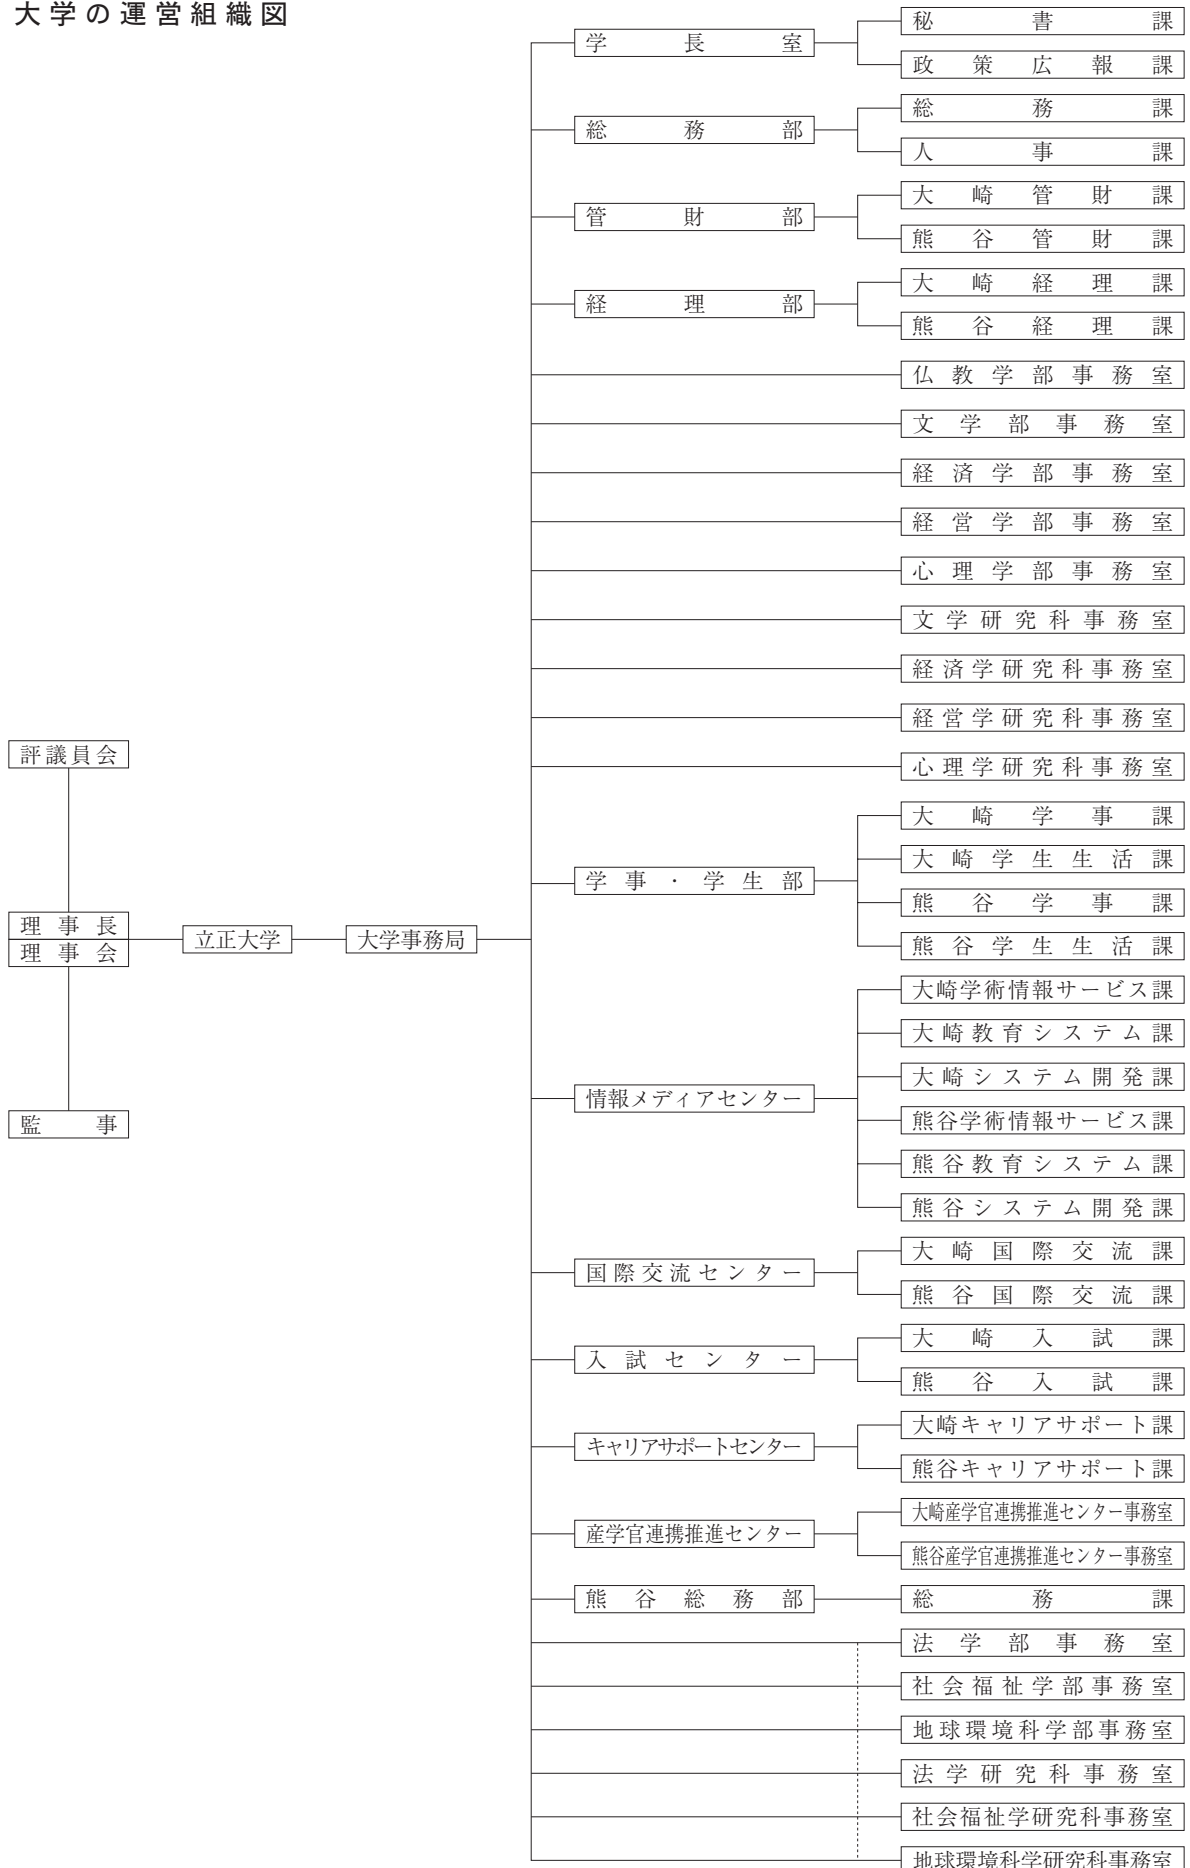 大学の運営組織図
評議員会
理事長
理事会
監事
立正大学
大学事務局
学長室
秘書課
政策広報課
総務部
総務課
人事課
管財部
大崎管財課
熊谷管財課
経理部
大崎経理課
熊谷経理課
仏教学部事務室
文学部事務室
経済学部事務室
経営学部事務室
心理学部事務室
文学研究科事務室
経済学研究科事務室
経営学研究科事務室
心理学研究科事務室
学事・学生部
大崎学事課
大崎学生生活課
熊谷学事課
熊谷学生生活課
情報メディアセンター
大崎学術情報サービス課
大崎教育システム課
大崎システム開発課
熊谷学術情報サービス課
熊谷教育システム課
熊谷システム開発課
国際交流センター
大崎国際交流課
熊谷国際交流課
入試センター
大崎入試課
熊谷入試課
キャリアサポートセンター
大崎キャリアサポート課
熊谷キャリアサポート課
産学官連携推進センター
大崎産学官連携推進センター事務室
熊谷産学官連携推進センター事務室
熊谷総務部
総務課
法学部事務室
社会福祉学部事務室
地球環境科学部事務室
法学研究科事務室
社会福祉学研究科事務室
地球環境科学研究科事務室